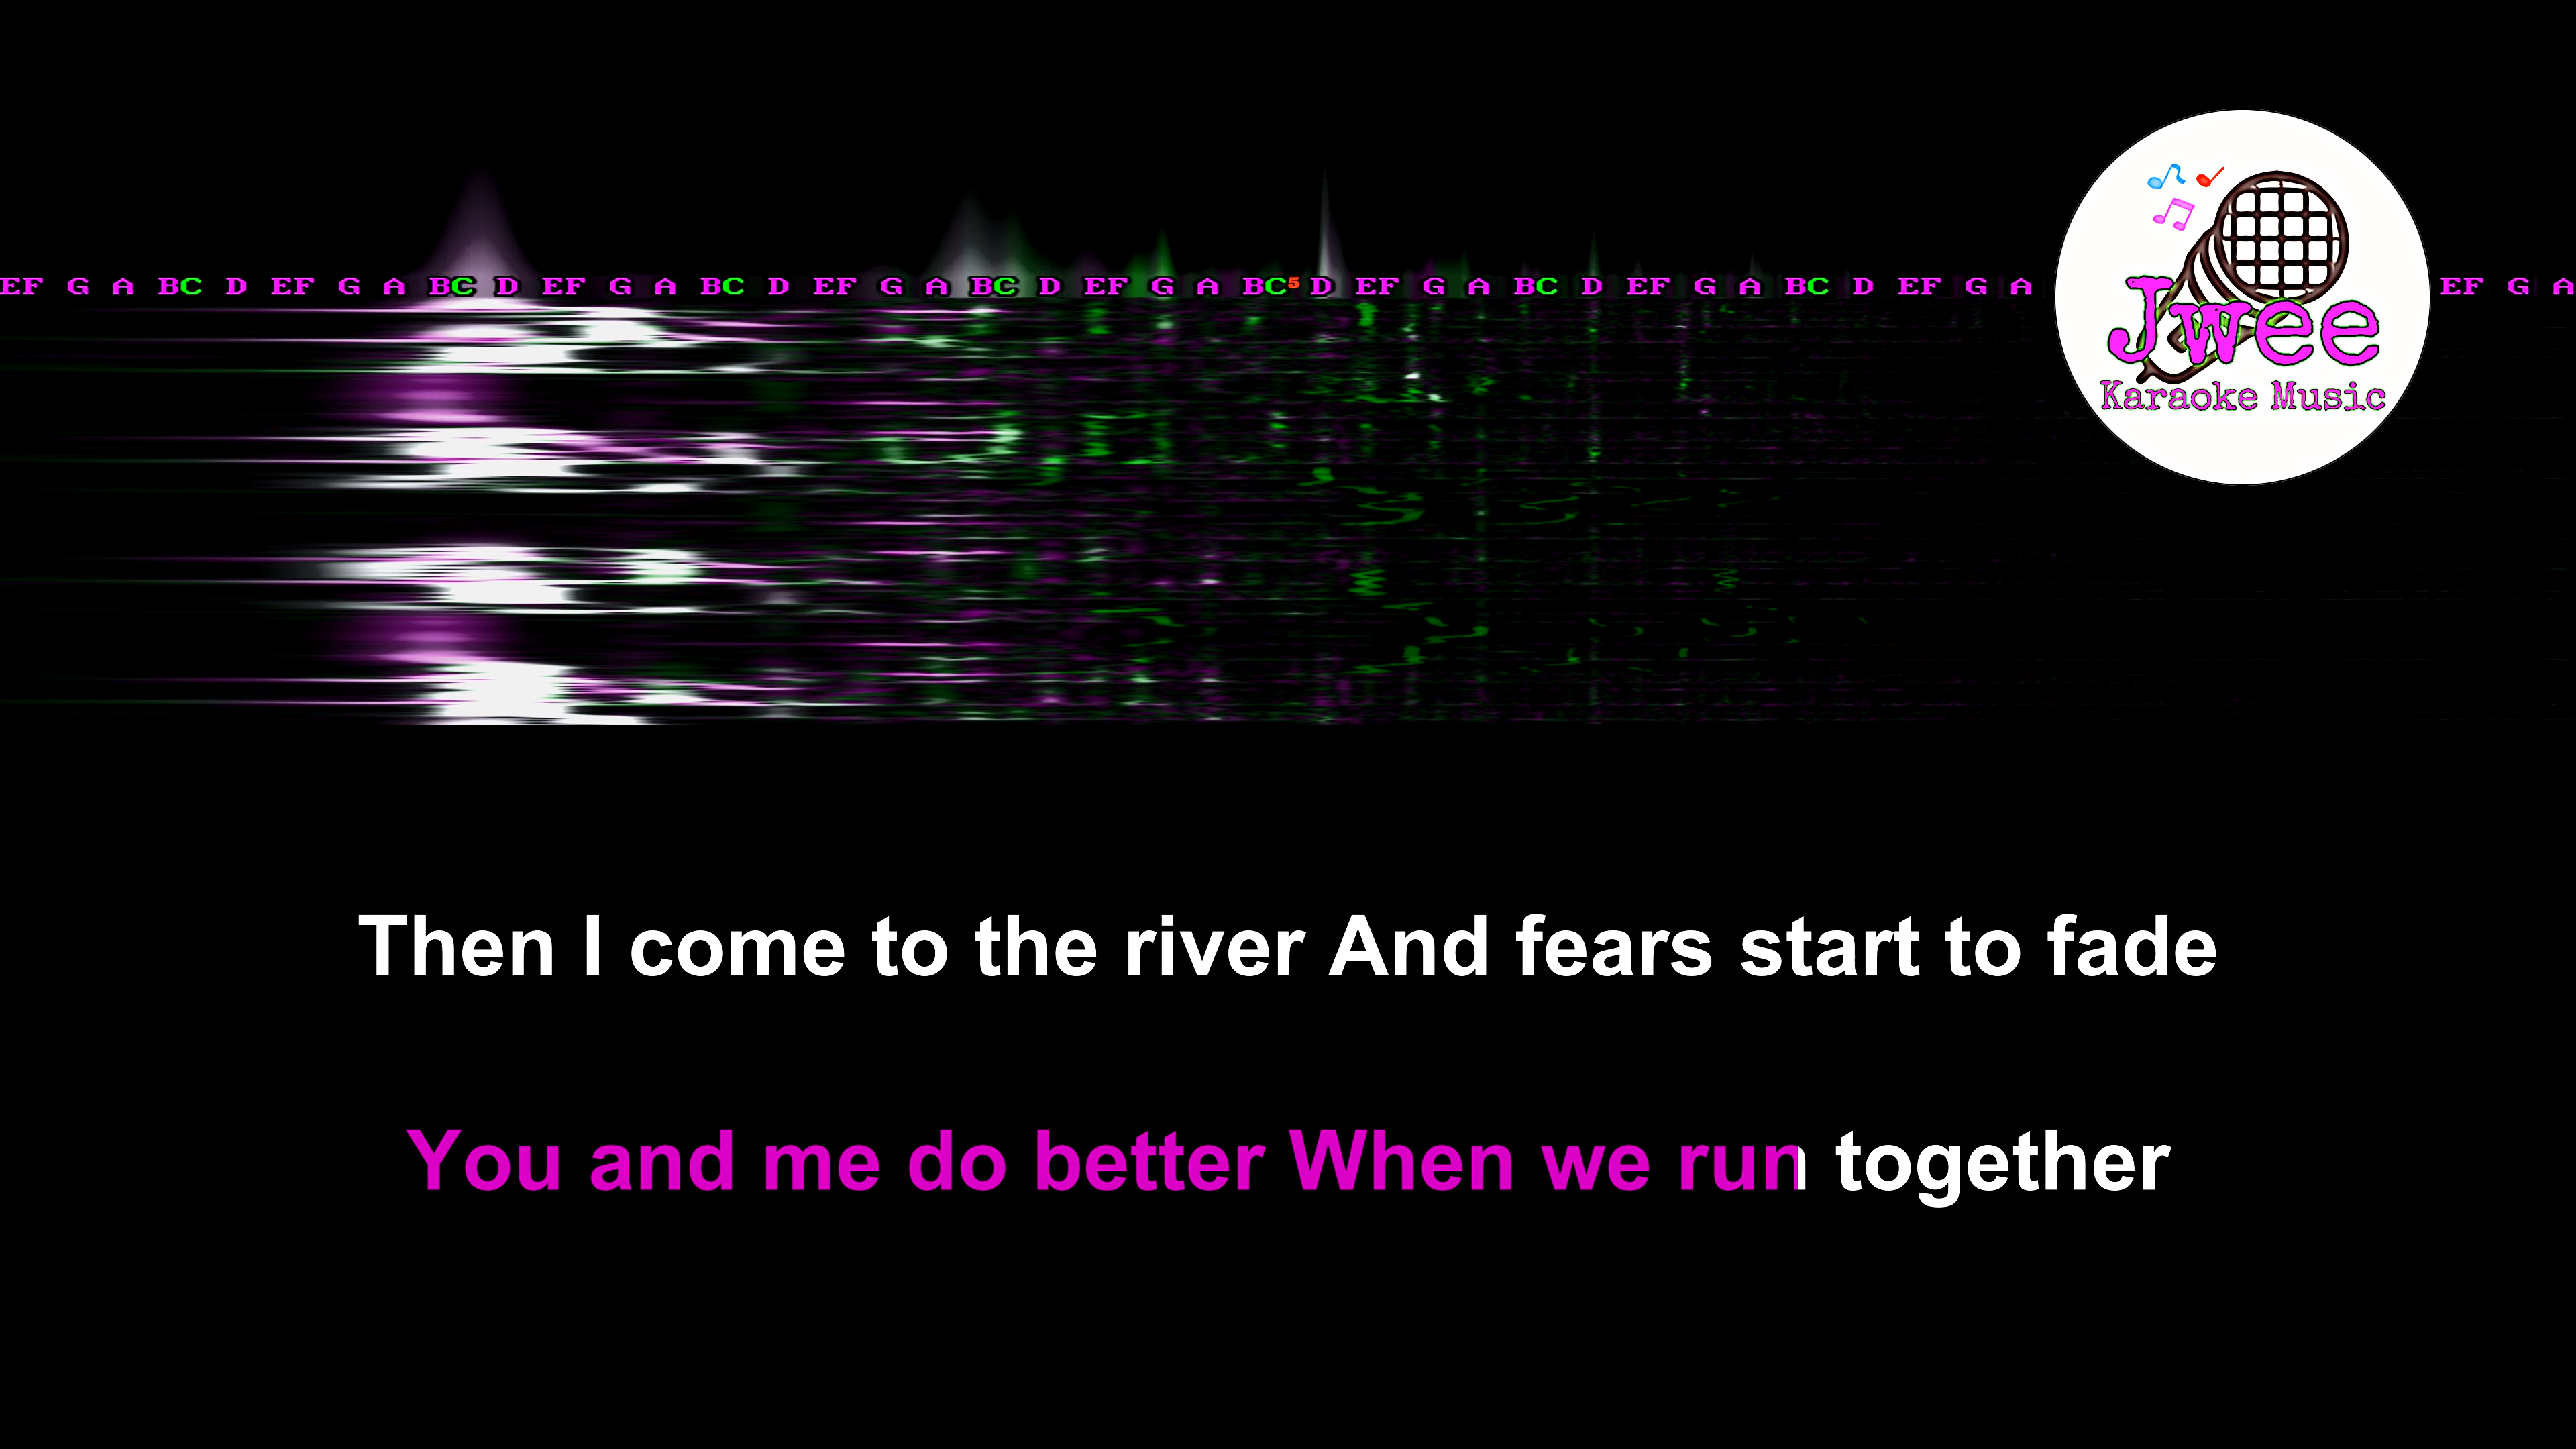 EF G A BC D EF G A BC D EF G A BC D EF G A BC D EF G A BC5 D EF G A BC D EF G A BC D EF G A EF G A
Jwee
Karaoke Music
Then I come to the river And fears start to fade
You and me do better When we run together